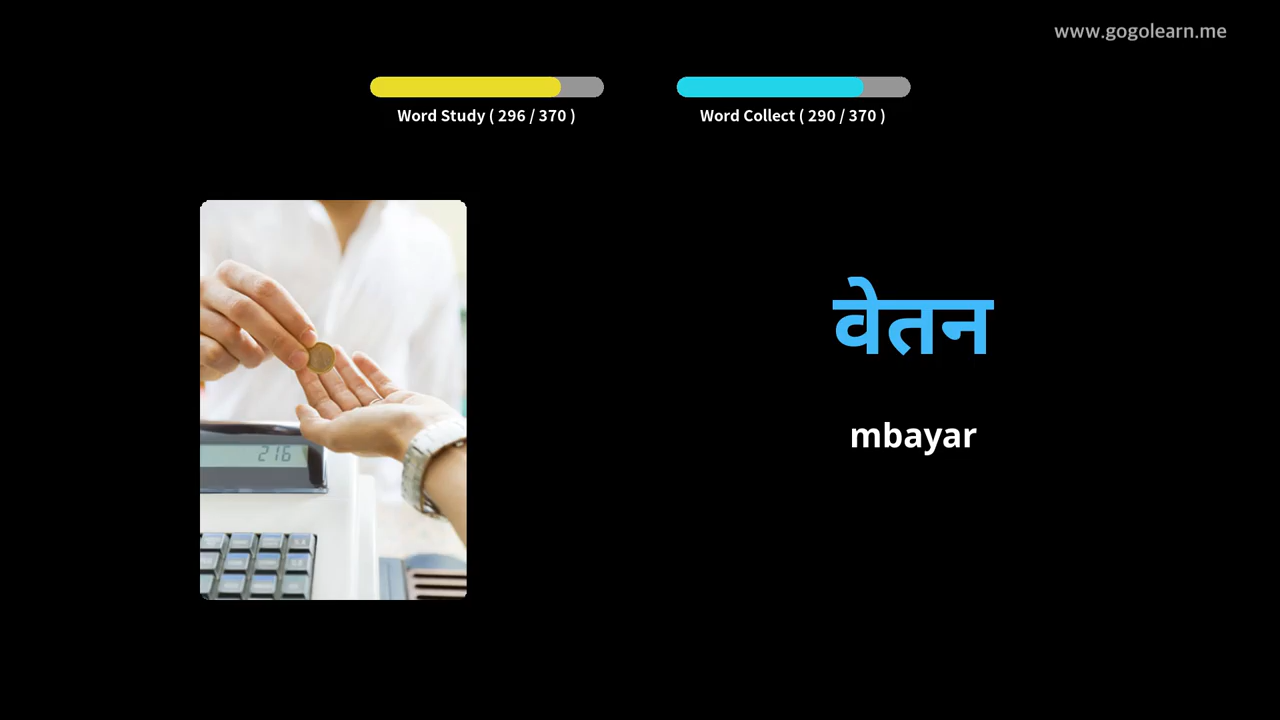 www.gogolearn.me
Word Study ( 296 / 370 )
Word Collect ( 290 / 370 )
216
वेतन
mbayar